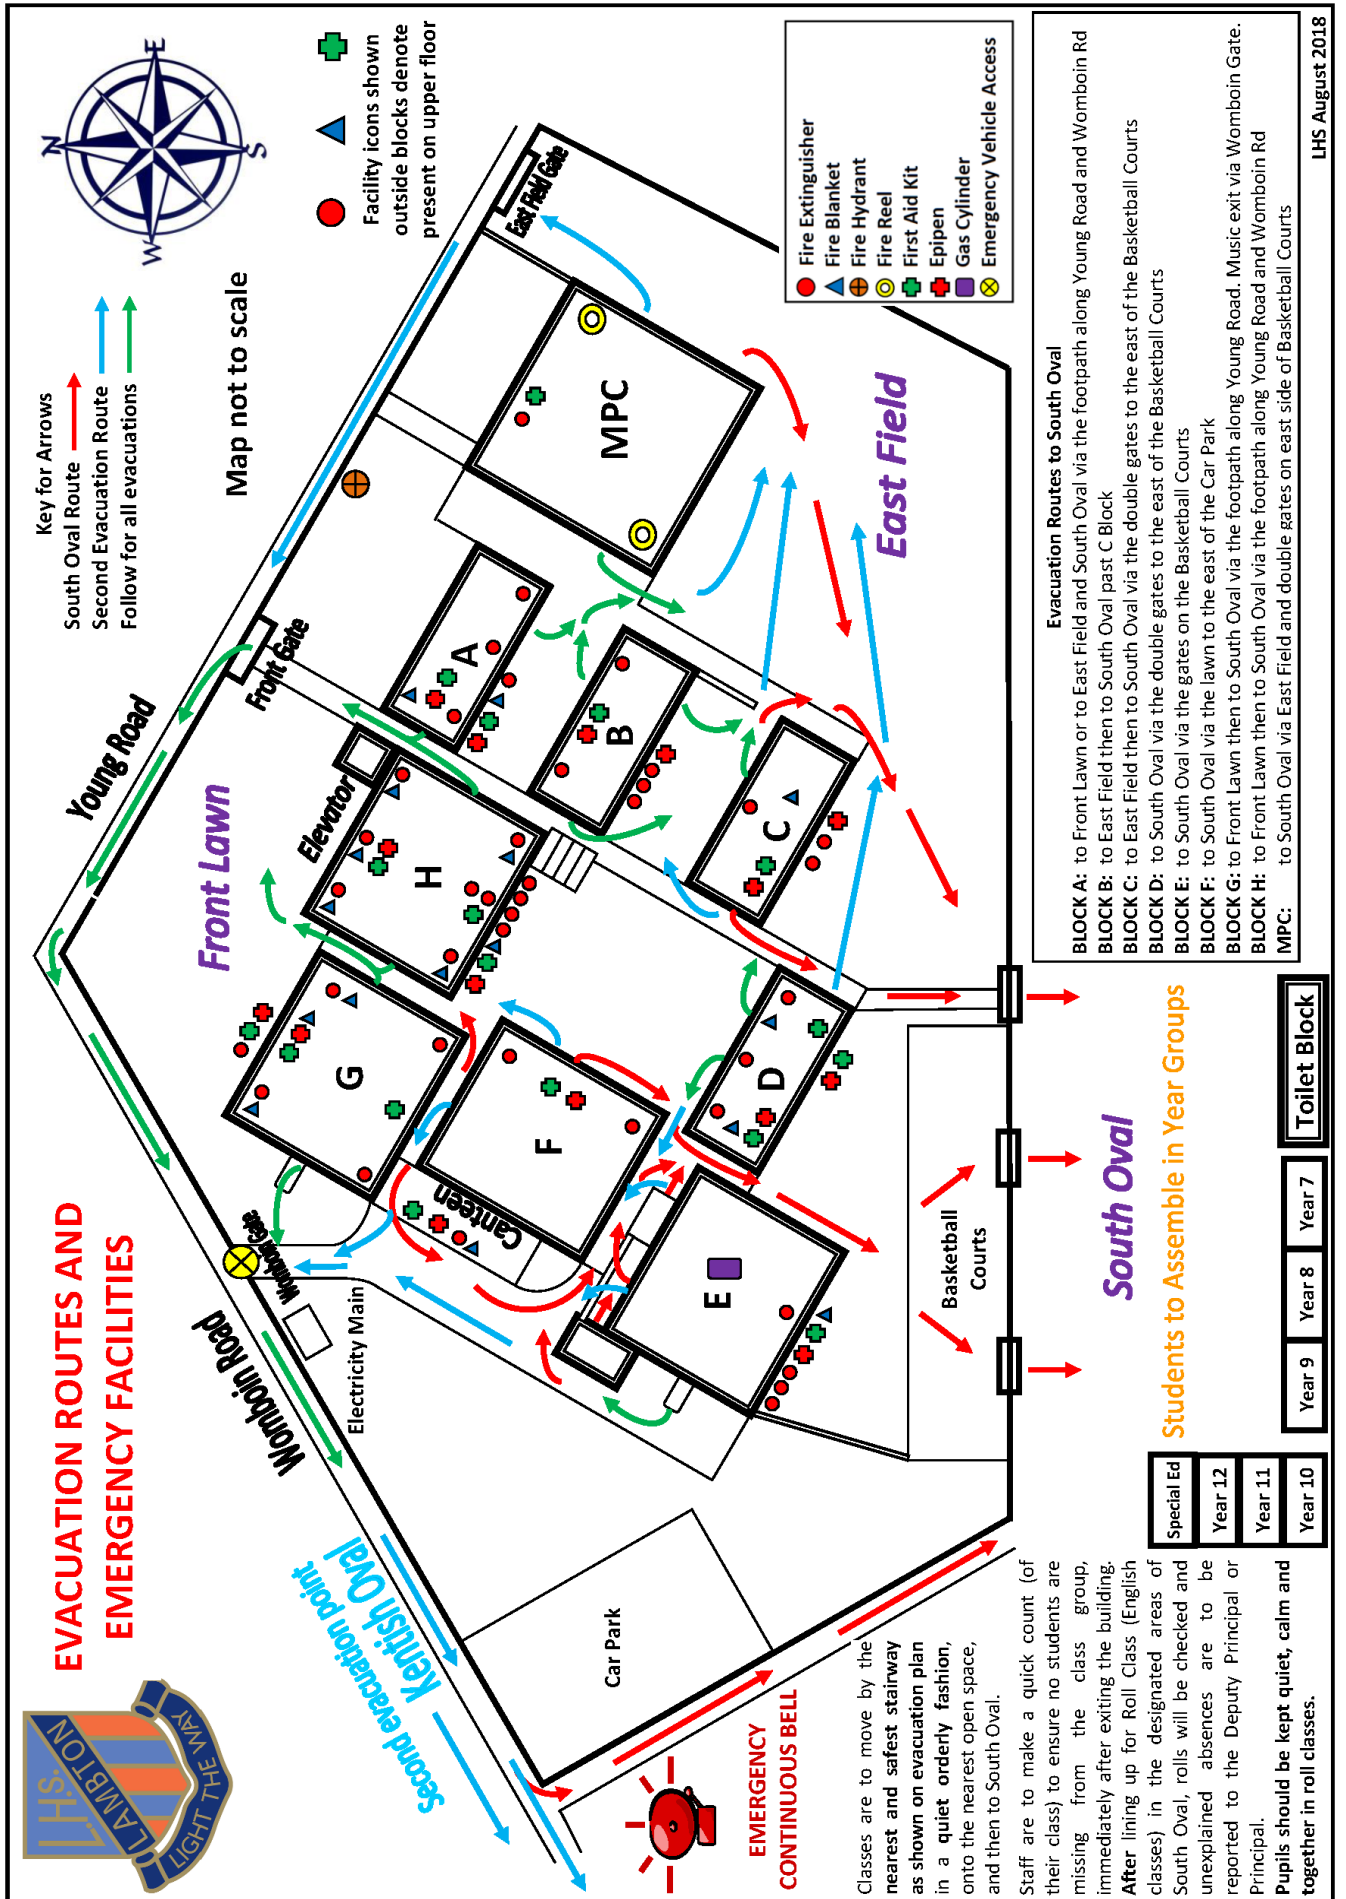 L.H.S.
LAMBTON
LIGHT THE WAY
EVACUATION ROUTES AND
EMERGENCY FACILITIES
Key for Arrows
South Oval Route
Second Evacuation Route
Follow for all evacuations
Map not to scale
N
E
S
W
Facility icons shown
outside blocks denote
present on upper floor
Young Road
Womboin Road
Front Gate
East Field Gate
Womboin Gate
Electricity Main
Front Lawn
Elevator
Canteen
A
B
C
D
E
F
G
H
MPC
East Field
Second evacuation point
Kentish Oval
Car Park
Basketball
Courts
South Oval
Students to Assemble in Year Groups
Special Ed
Year 12
Year 11
Year 10
Year 9
Year 8
Year 7
Toilet Block
Fire Extinguisher
Fire Blanket
Fire Hydrant
Fire Reel
First Aid Kit
Epipen
Gas Cylinder
Emergency Vehicle Access
EMERGENCY
CONTINUOUS BELL
Classes are to move by the
nearest and safest stairway
as shown on evacuation plan
in a quiet orderly fashion,
onto the nearest open space,
and then to South Oval.
Staff are to make a quick count (of
their class) to ensure no students are
missing from the class group,
immediately after exiting the building.
After lining up for Roll Class (English
classes) in the designated areas of
South Oval, rolls will be checked and
unexplained absences are to be
reported to the Deputy Principal or
Principal.
Pupils should be kept quiet, calm and
together in roll classes.
Evacuation Routes to South Oval
BLOCK A: to Front Lawn or to East Field and South Oval via the footpath along Young Road and Womboin Rd
BLOCK B: to East Field then to South Oval past C Block
BLOCK C: to East Field then to South Oval via the double gates to the east of the Basketball Courts
BLOCK D: to South Oval via the double gates to the east of the Basketball Courts
BLOCK E: to South Oval via the gates on the Basketball Courts
BLOCK F: to South Oval via the lawn to the east of the Car Park
BLOCK G: to Front Lawn then to South Oval via the footpath along Young Road. Music exit via Womboin Gate.
BLOCK H: to Front Lawn then to South Oval via the footpath along Young Road and Womboin Rd
MPC: to South Oval via East Field and double gates on east side of Basketball Courts
LHS August 2018